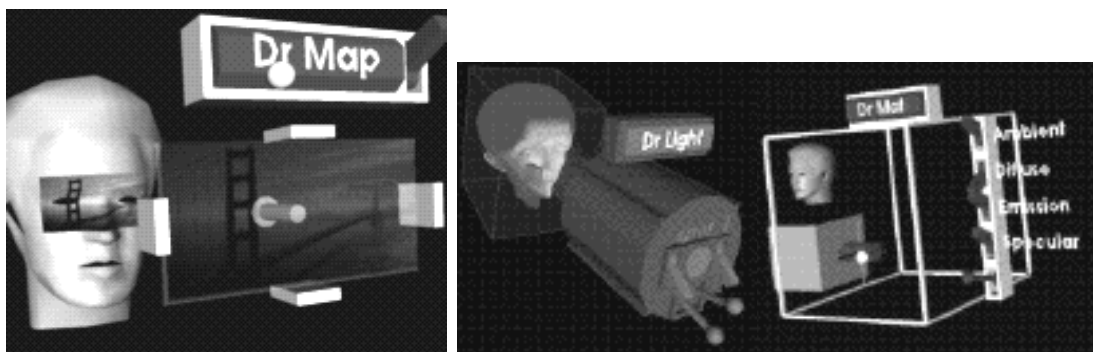 Dr Map
Dr Light
Dr Mat
Ambient
Diffuse
Emission
Specular